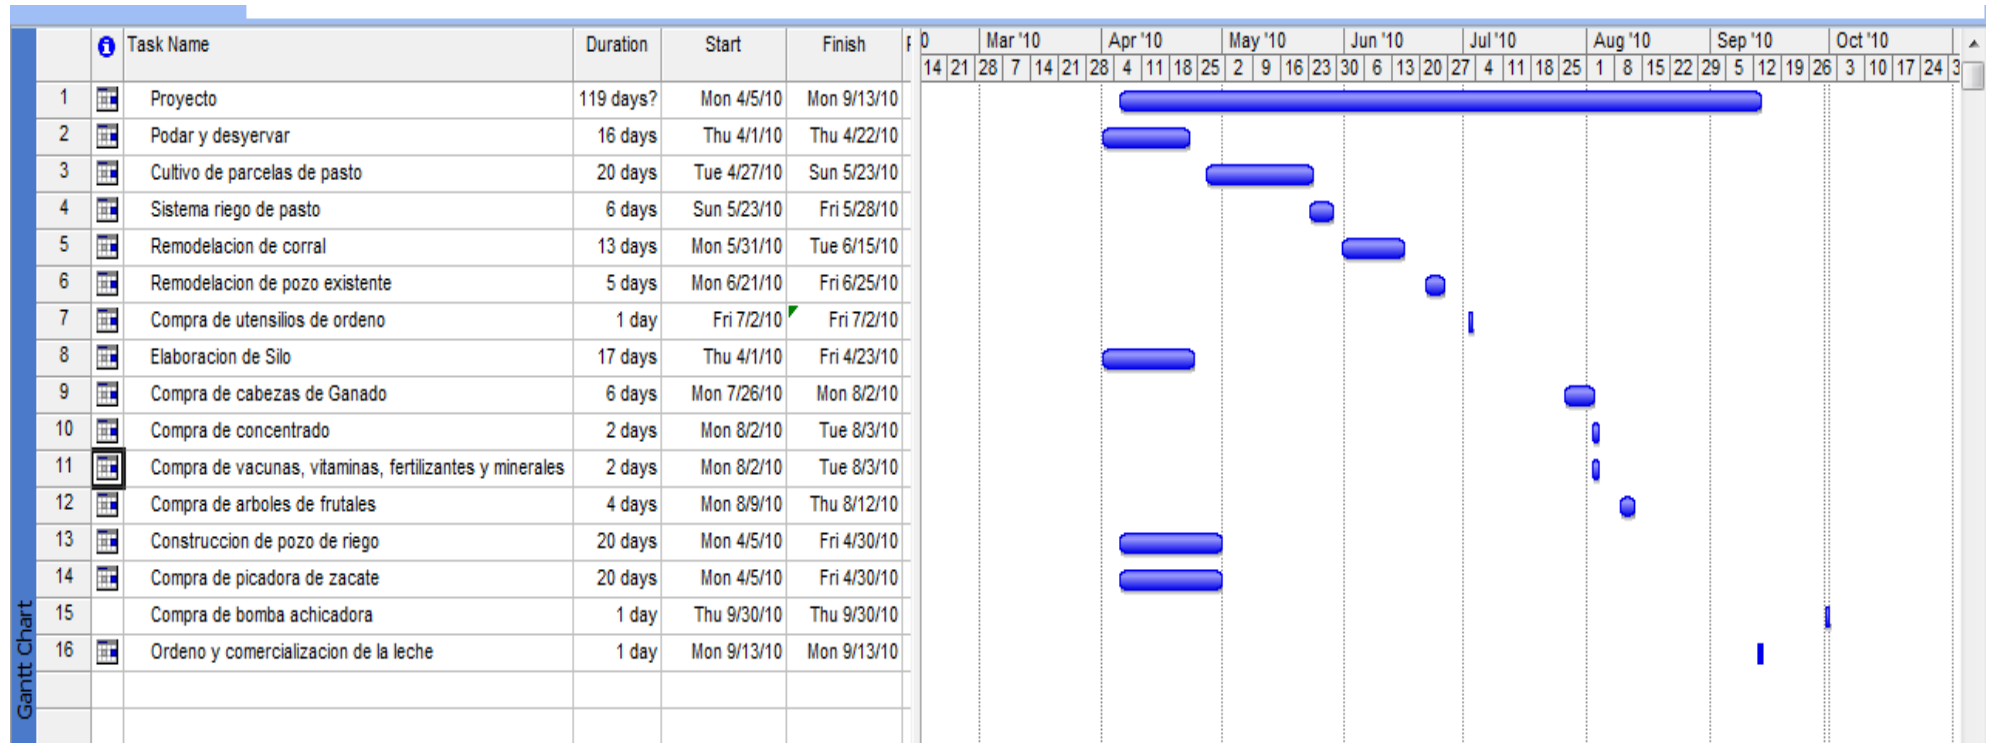 Task Name Duration Start Finish F 0 Mar '10 Apr '10 May '10 Jun '10 Jul '10 Aug '10 Sep '10 Oct '10
14 21 28 7 14 21 28 4 11 18 25 2 9 16 23 30 6 13 20 27 4 11 18 25 1 8 15 22 29 5 12 19 26 3 10 17 24 3
1 Proyecto 119 days? Mon 4/5/10 Mon 9/13/10
2 Podar y desyervar 16 days Thu 4/1/10 Thu 4/22/10
3 Cultivo de parcelas de pasto 20 days Tue 4/27/10 Sun 5/23/10
4 Sistema riego de pasto 6 days Sun 5/23/10 Fri 5/28/10
5 Remodelacion de corral 13 days Mon 5/31/10 Tue 6/15/10
6 Remodelacion de pozo existente 5 days Mon 6/21/10 Fri 6/25/10
7 Compra de utensilios de ordeno 1 day Fri 7/2/10 Fri 7/2/10
8 Elaboracion de Silo 17 days Thu 4/1/10 Fri 4/23/10
9 Compra de cabezas de Ganado 6 days Mon 7/26/10 Mon 8/2/10
10 Compra de concentrado 2 days Mon 8/2/10 Tue 8/3/10
11 Compra de vacunas, vitaminas, fertilizantes y minerales 2 days Mon 8/2/10 Tue 8/3/10
12 Compra de arboles de frutales 4 days Mon 8/9/10 Thu 8/12/10
13 Construccion de pozo de riego 20 days Mon 4/5/10 Fri 4/30/10
14 Compra de picadora de zacate 20 days Mon 4/5/10 Fri 4/30/10
15 Compra de bomba achicadora 1 day Thu 9/30/10 Thu 9/30/10
16 Ordeno y comercializacion de la leche 1 day Mon 9/13/10 Mon 9/13/10
Gantt Chart